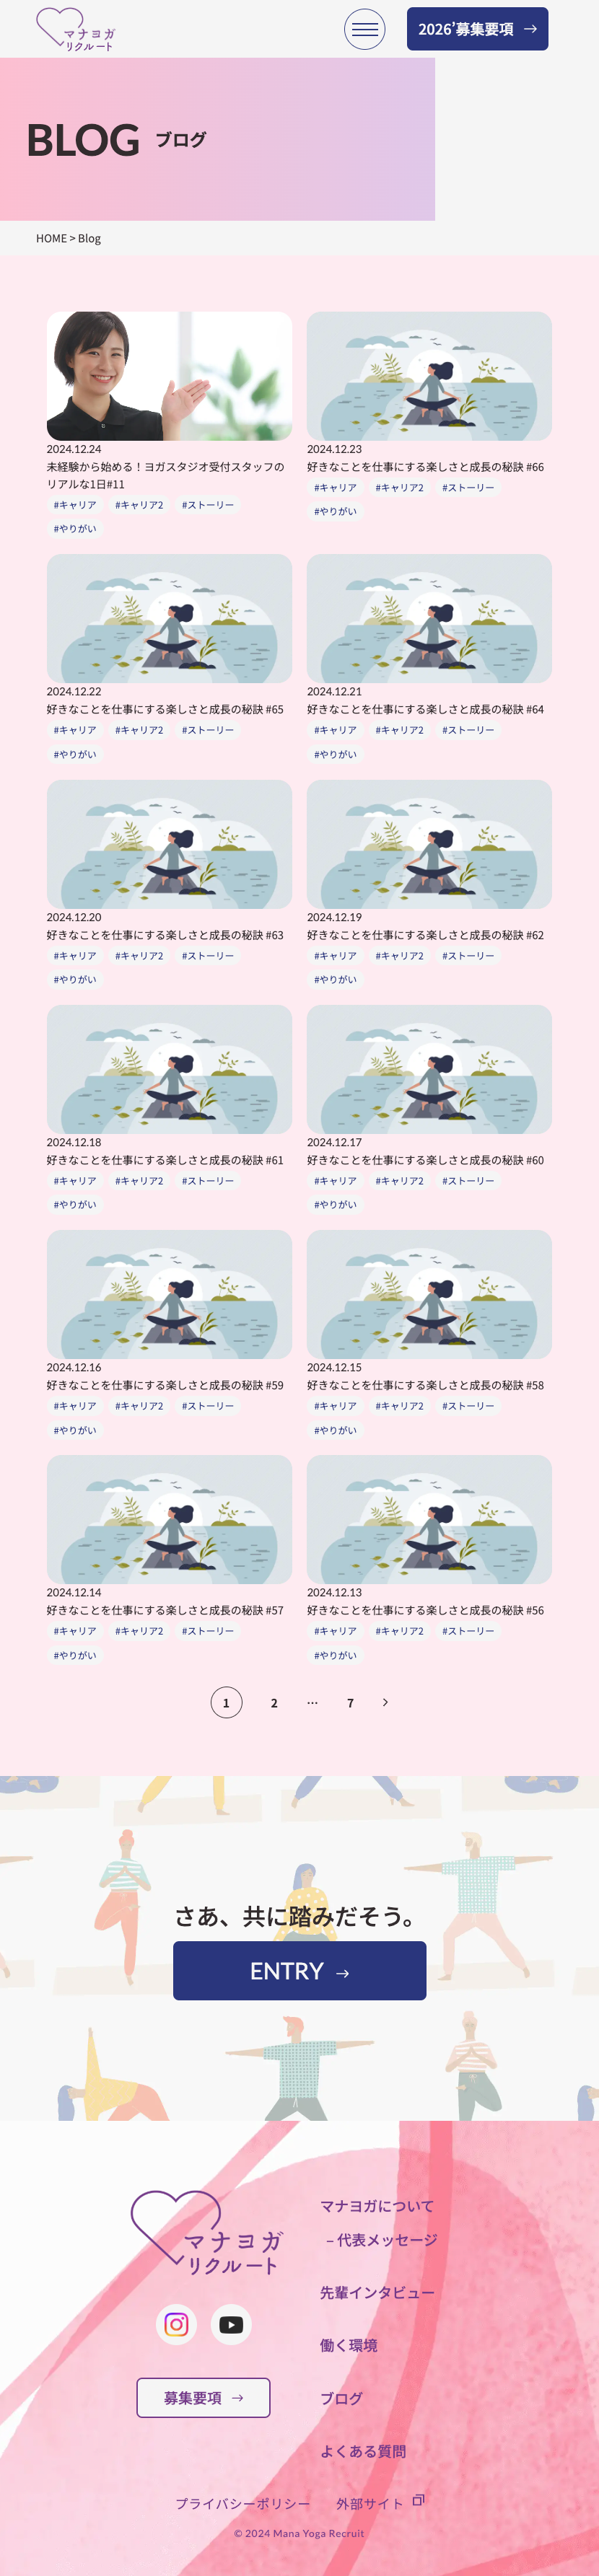 マナヨガ
リクルート
2026’募集要項 →
BLOG ブログ
HOME > Blog
2024.12.24
未経験から始める！ヨガスタジオ受付スタッフの
リアルな1日#11
#キャリア #キャリア2 #ストーリー
#やりがい
2024.12.23
好きなことを仕事にする楽しさと成長の秘訣 #66
#キャリア #キャリア2 #ストーリー
#やりがい
2024.12.22
好きなことを仕事にする楽しさと成長の秘訣 #65
#キャリア #キャリア2 #ストーリー
#やりがい
2024.12.21
好きなことを仕事にする楽しさと成長の秘訣 #64
#キャリア #キャリア2 #ストーリー
#やりがい
2024.12.20
好きなことを仕事にする楽しさと成長の秘訣 #63
#キャリア #キャリア2 #ストーリー
#やりがい
2024.12.19
好きなことを仕事にする楽しさと成長の秘訣 #62
#キャリア #キャリア2 #ストーリー
#やりがい
2024.12.18
好きなことを仕事にする楽しさと成長の秘訣 #61
#キャリア #キャリア2 #ストーリー
#やりがい
2024.12.17
好きなことを仕事にする楽しさと成長の秘訣 #60
#キャリア #キャリア2 #ストーリー
#やりがい
2024.12.16
好きなことを仕事にする楽しさと成長の秘訣 #59
#キャリア #キャリア2 #ストーリー
#やりがい
2024.12.15
好きなことを仕事にする楽しさと成長の秘訣 #58
#キャリア #キャリア2 #ストーリー
#やりがい
2024.12.14
好きなことを仕事にする楽しさと成長の秘訣 #57
#キャリア #キャリア2 #ストーリー
#やりがい
2024.12.13
好きなことを仕事にする楽しさと成長の秘訣 #56
#キャリア #キャリア2 #ストーリー
#やりがい
1 2 … 7 >
さあ、共に踏みだそう。
ENTRY →
マナヨガ
リクルート
募集要項 →
マナヨガについて
– 代表メッセージ
先輩インタビュー
働く環境
ブログ
よくある質問
プライバシーポリシー 外部サイト
© 2024 Mana Yoga Recruit